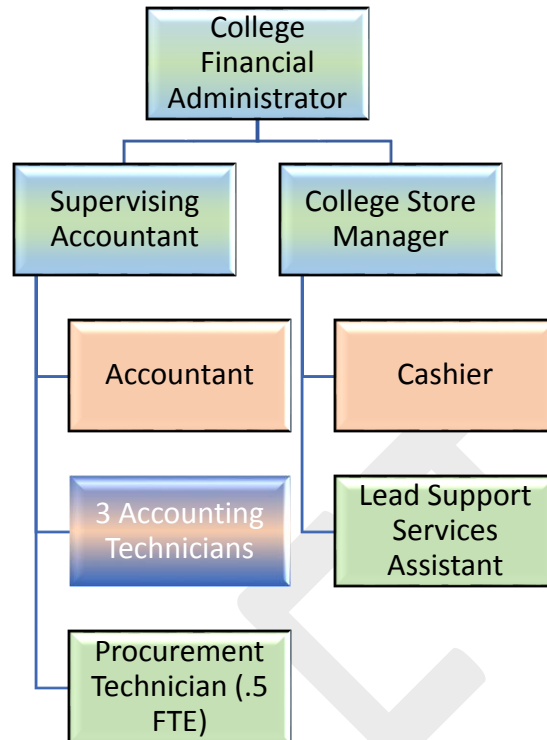 College
Financial
Administrator
Supervising
Accountant
College Store
Manager
Accountant
Cashier
3 Accounting
Technicians
Lead Support
Services
Assistant
Procurement
Technician (.5
FTE)